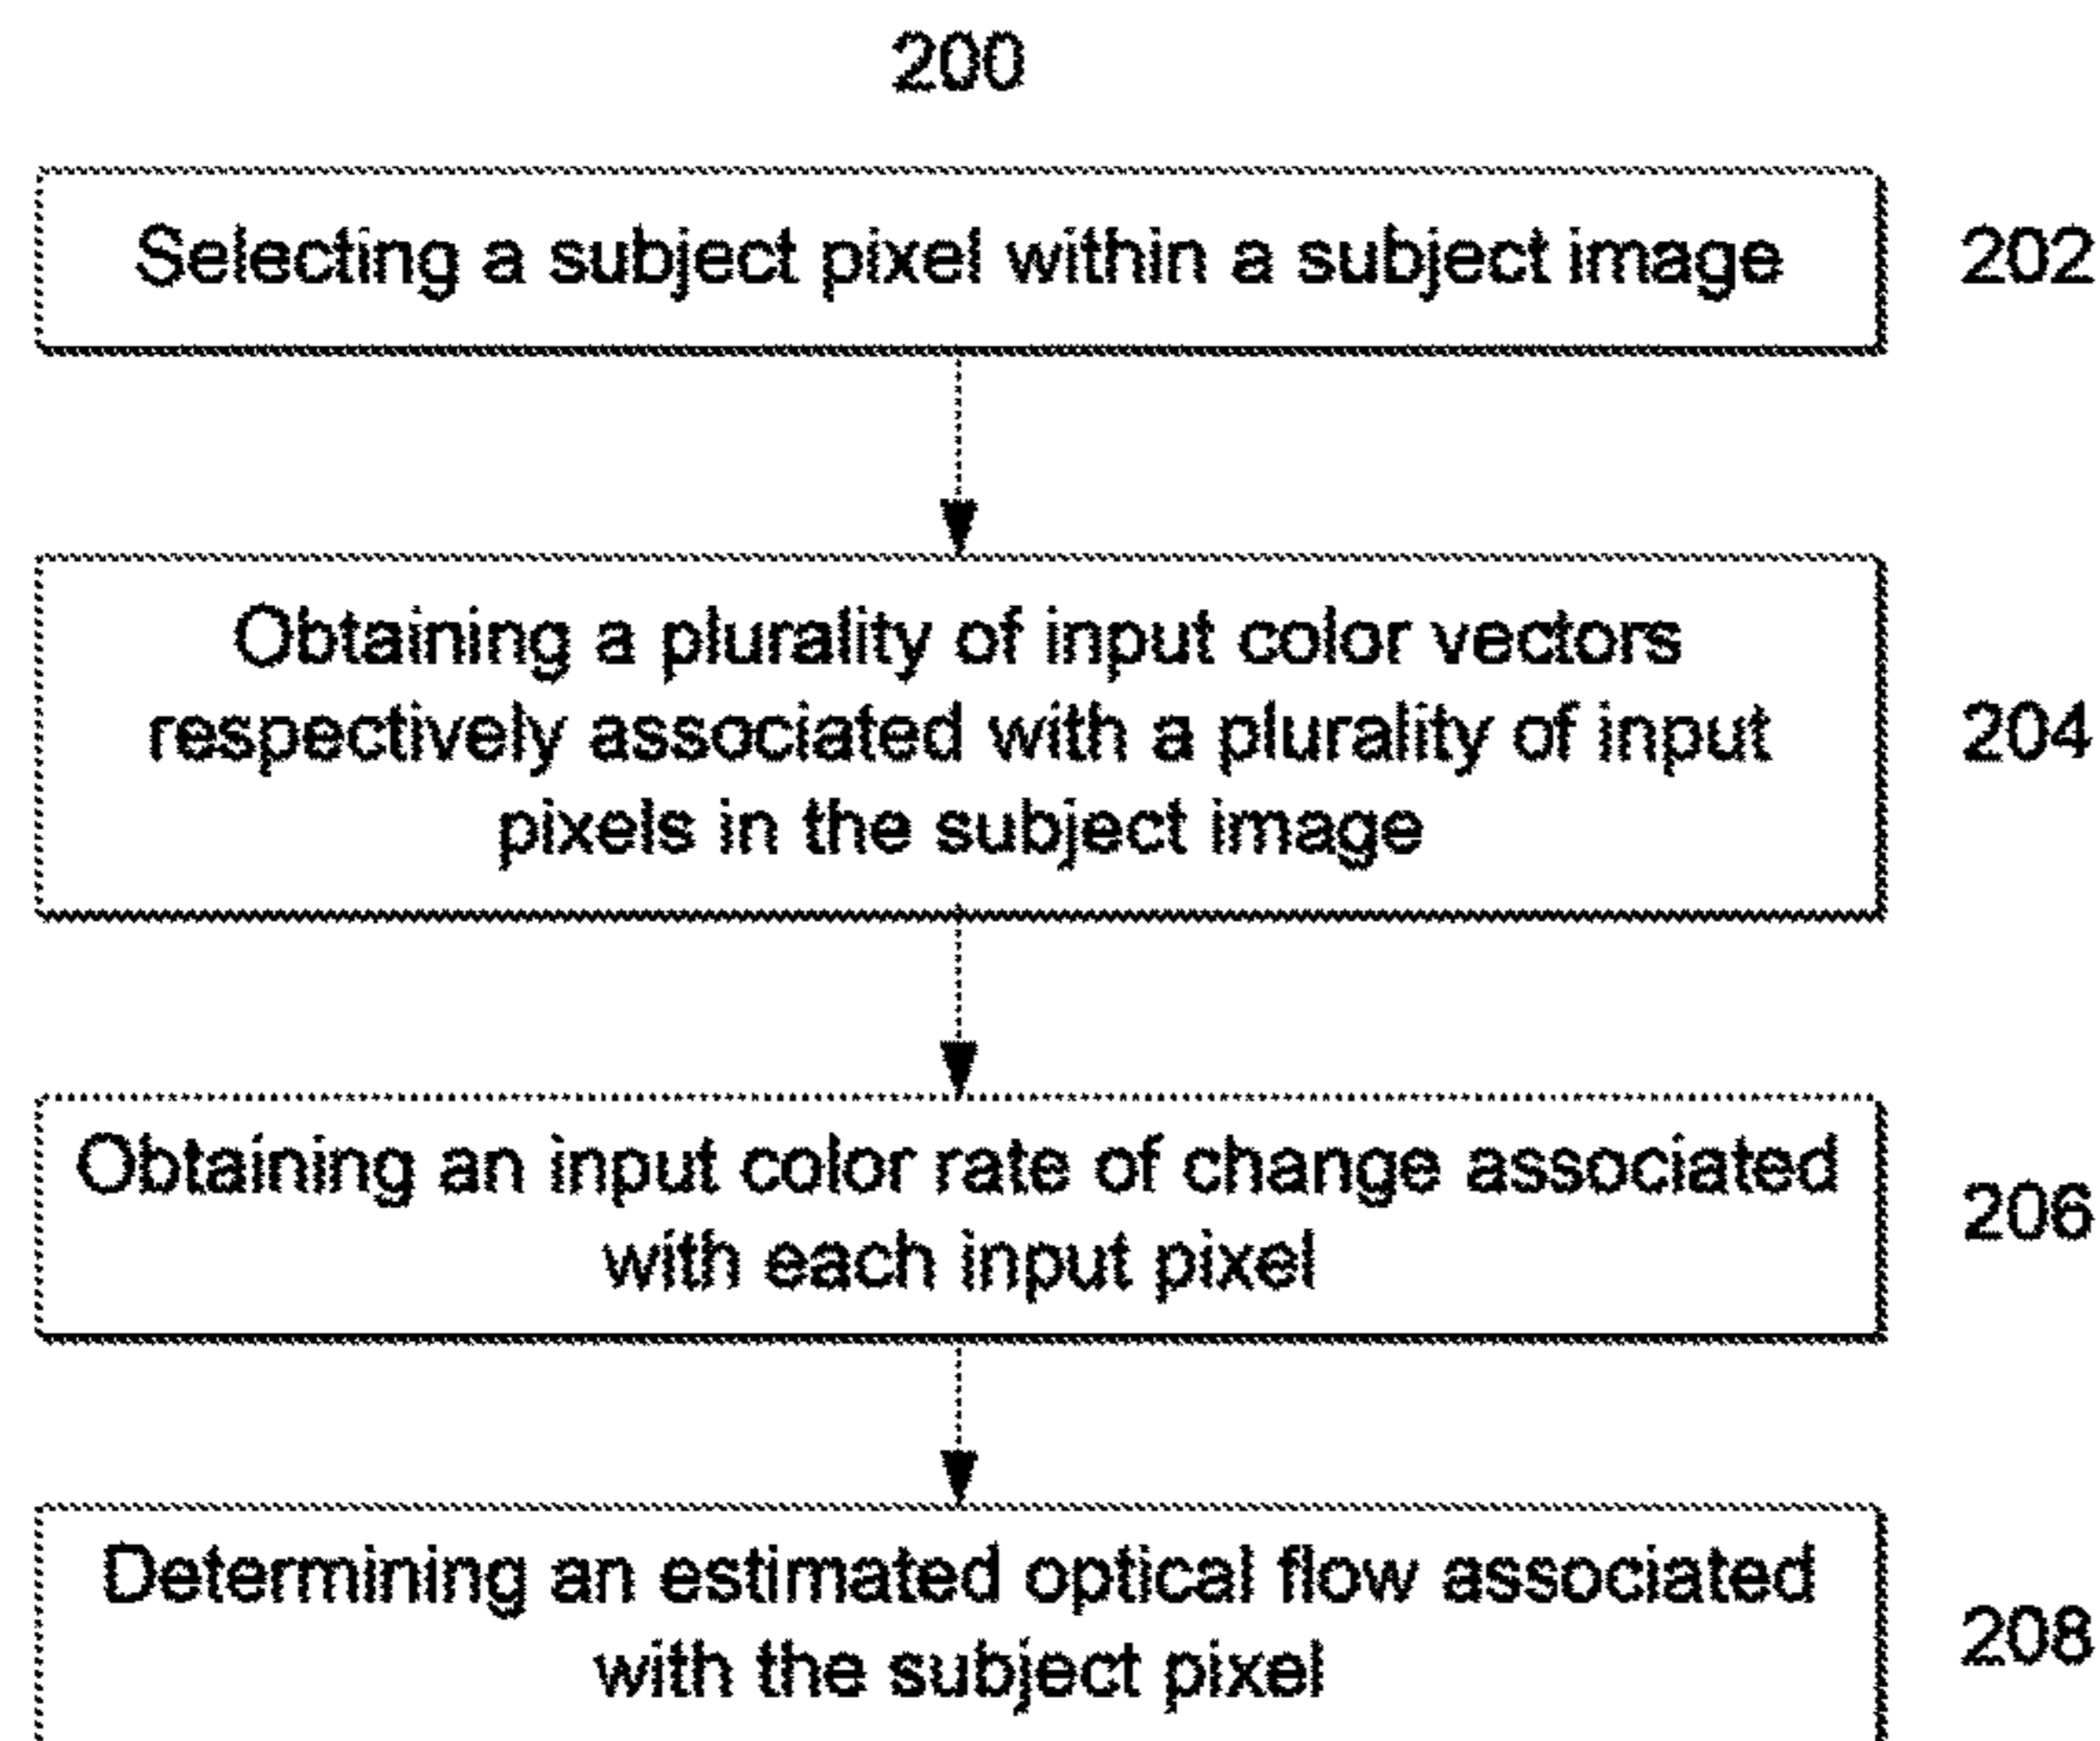 200
Selecting a subject pixel within a subject image
202
Obtaining a plurality of input color vectors
respectively associated with a plurality of input
pixels in the subject image
204
Obtaining an input color rate of change associated
with each input pixel
206
Determining an estimated optical flow associated
with the subject pixel
208